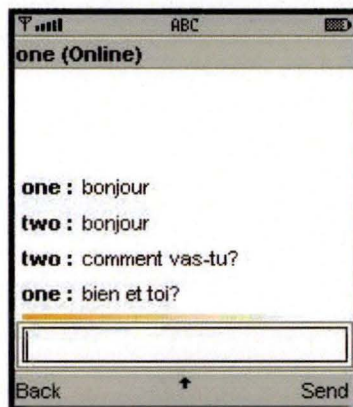 ABC
one (Online)
one : bonjour
two : bonjour
two : comment vas-tu?
one : bien et toi?
Back Send